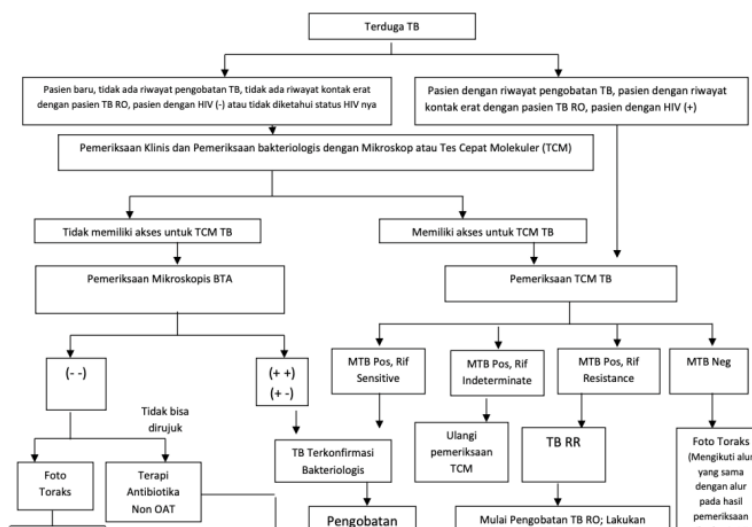 Terduga TB
Pasien baru, tidak ada riwayat pengobatan TB, tidak ada riwayat kontak erat
dengan pasien TB RO, pasien dengan HIV (-) atau tidak diketahui status HIV nya
Pasien dengan riwayat pengobatan TB, pasien dengan riwayat
kontak erat dengan pasien TB RO, pasien dengan HIV (+)
Pemeriksaan Klinis dan Pemeriksaan bakteriologis dengan Mikroskop atau Tes Cepat Molekuler (TCM)
Tidak memiliki akses untuk TCM TB
Memiliki akses untuk TCM TB
Pemeriksaan Mikroskopis BTA
Pemeriksaan TCM TB
(- -)
(+ +)
(+ -)
MTB Pos, Rif
Sensitive
MTB Pos, Rif
Indeterminate
MTB Pos, Rif
Resistance
MTB Neg
Tidak bisa
dirujuk
Foto
Toraks
Terapi
Antibiotika
Non OAT
TB Terkonfirmasi
Bakteriologis
Ulangi
pemeriksaan
TCM
TB RR
Foto Toraks
(Mengikuti alur
yang sama
dengan alur
pada hasil
pemeriksaan
Pengobatan
Mulai Pengobatan TB RO; Lakukan